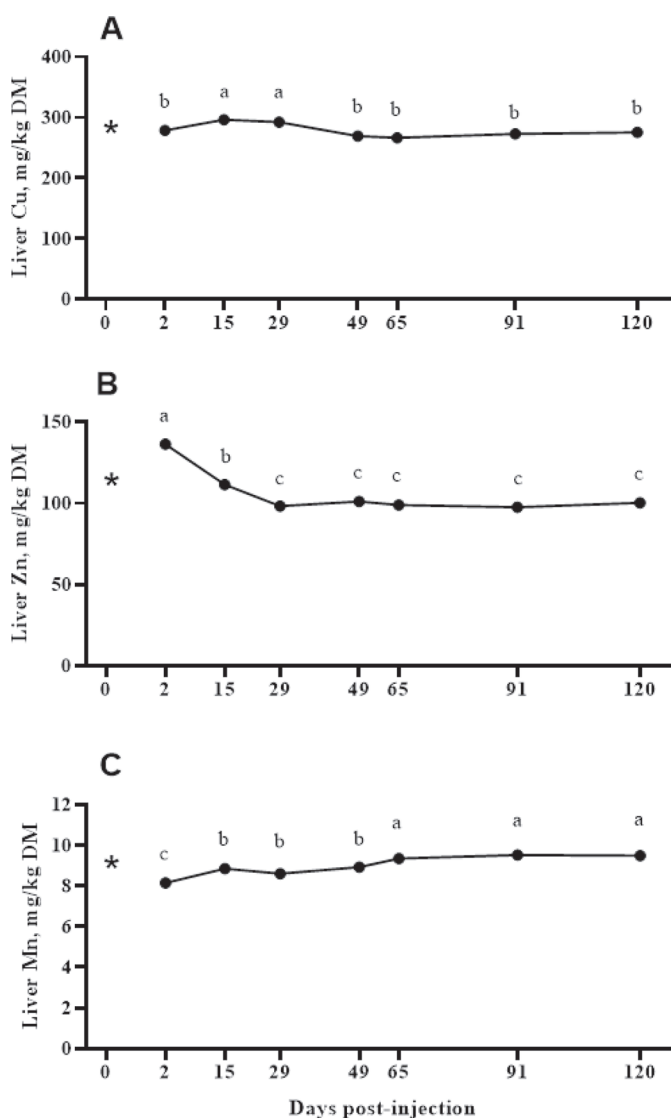 A
400
b a a b b b b
300
*
200
100
0
0 2 15 29 49 65 91 120
Liver Cu, mg/kg DM
B
150
a
b
c c c c c
*
100
50
0
0 2 15 29 49 65 91 120
Liver Zn, mg/kg DM
C
12
a a a
b b b
c
10
*
8
6
4
2
0
0 2 15 29 49 65 91 120
Liver Mn, mg/kg DM
Days post-injection